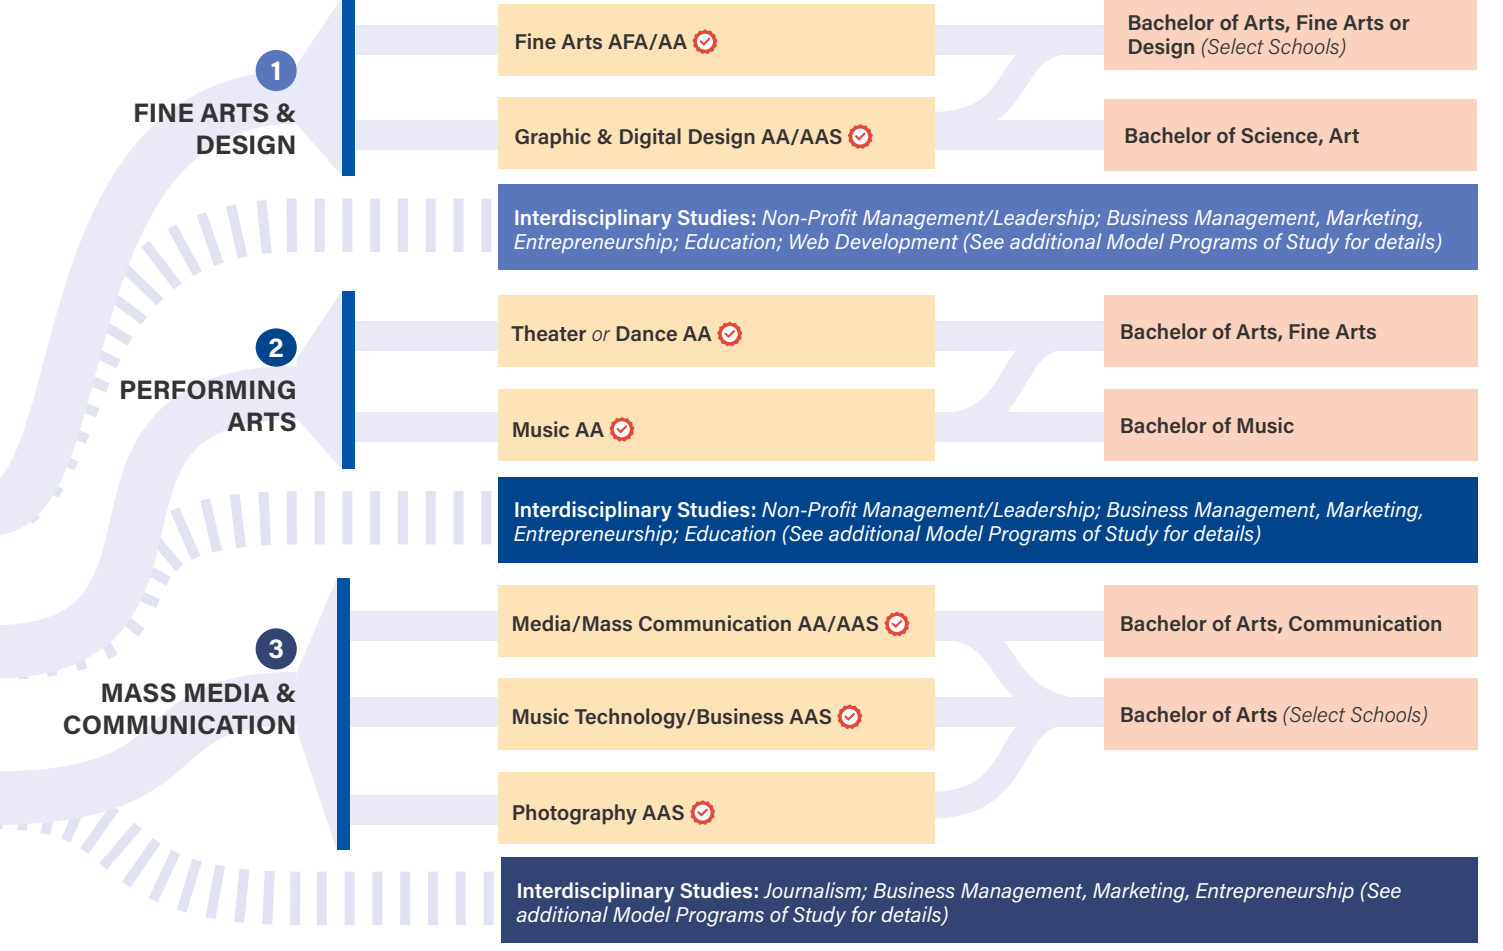 1
FINE ARTS &
DESIGN
Fine Arts AFA/AA
Bachelor of Arts, Fine Arts or
Design (Select Schools)
Graphic & Digital Design AA/AAS
Bachelor of Science, Art
Interdisciplinary Studies: Non-Profit Management/Leadership; Business Management, Marketing,
Entrepreneurship; Education; Web Development (See additional Model Programs of Study for details)
2
PERFORMING
ARTS
Theater or Dance AA
Bachelor of Arts, Fine Arts
Music AA
Bachelor of Music
Interdisciplinary Studies: Non-Profit Management/Leadership; Business Management, Marketing,
Entrepreneurship; Education (See additional Model Programs of Study for details)
3
MASS MEDIA &
COMMUNICATION
Media/Mass Communication AA/AAS
Bachelor of Arts, Communication
Music Technology/Business AAS
Bachelor of Arts (Select Schools)
Photography AAS
Interdisciplinary Studies: Journalism; Business Management, Marketing, Entrepreneurship (See
additional Model Programs of Study for details)